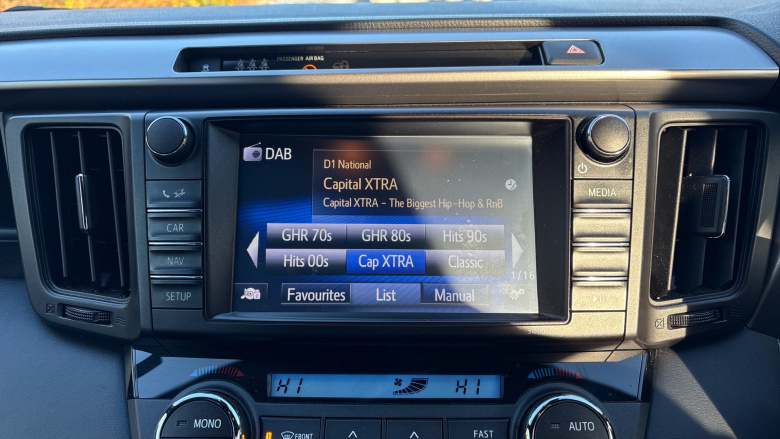 PASSENGER AIR BAG
DAB
D1 National
Capital XTRA
Capital XTRA - The Biggest Hip-Hop & RnB
GHR 70s GHR 80s Hits 90s
Hits 00s Cap XTRA Classic
1/16
Favourites List Manual
CAR
NAV
SETUP
MEDIA
HI HI
MONO
FRONT
FAST
AUTO